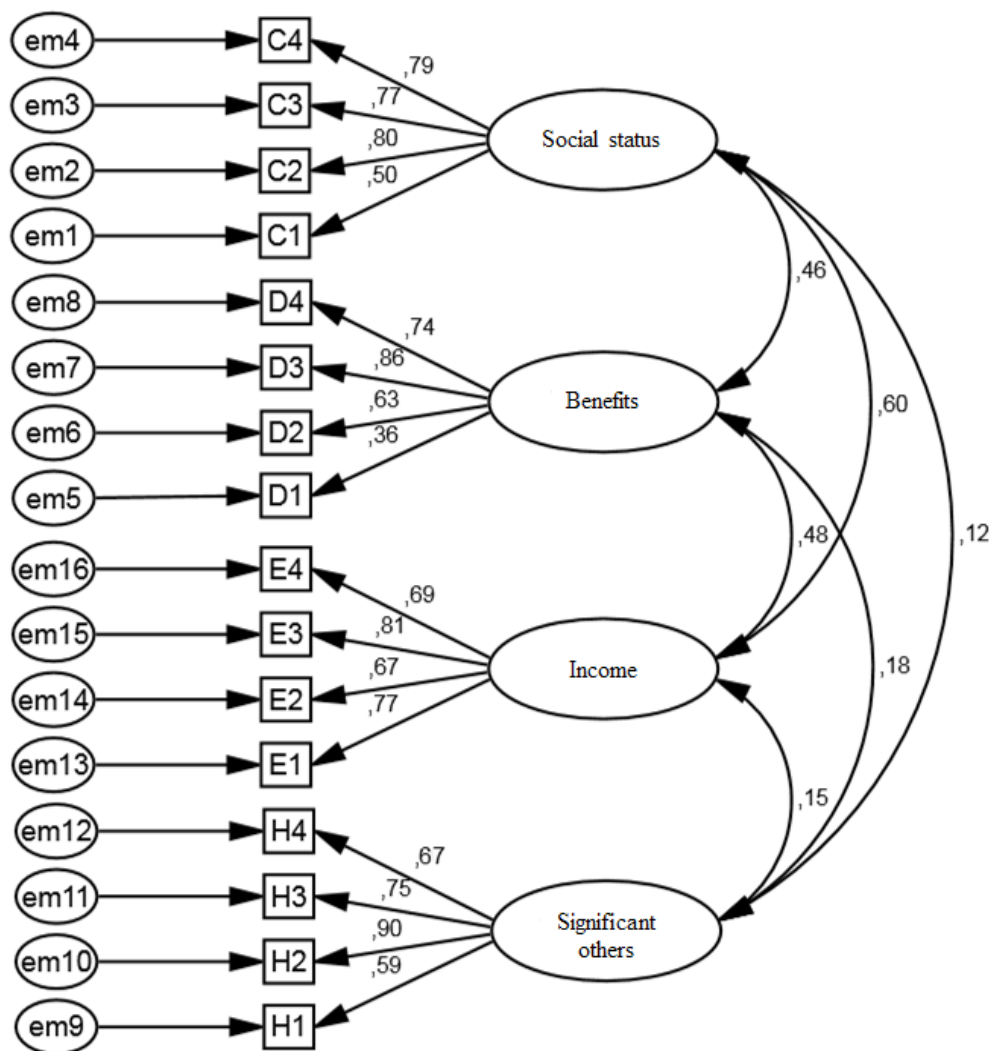 em4
C4
,79
em3
C3
,77
em2
C2
,80
em1
C1
,50
Social status
em8
D4
,74
em7
D3
,86
em6
D2
,63
em5
D1
,36
Benefits
em16
E4
,69
em15
E3
,81
em14
E2
,67
em13
E1
,77
Income
em12
H4
,67
em11
H3
,75
em10
H2
,90
em9
H1
,59
Significant
others
,46
,60
,12
,48
,18
,15